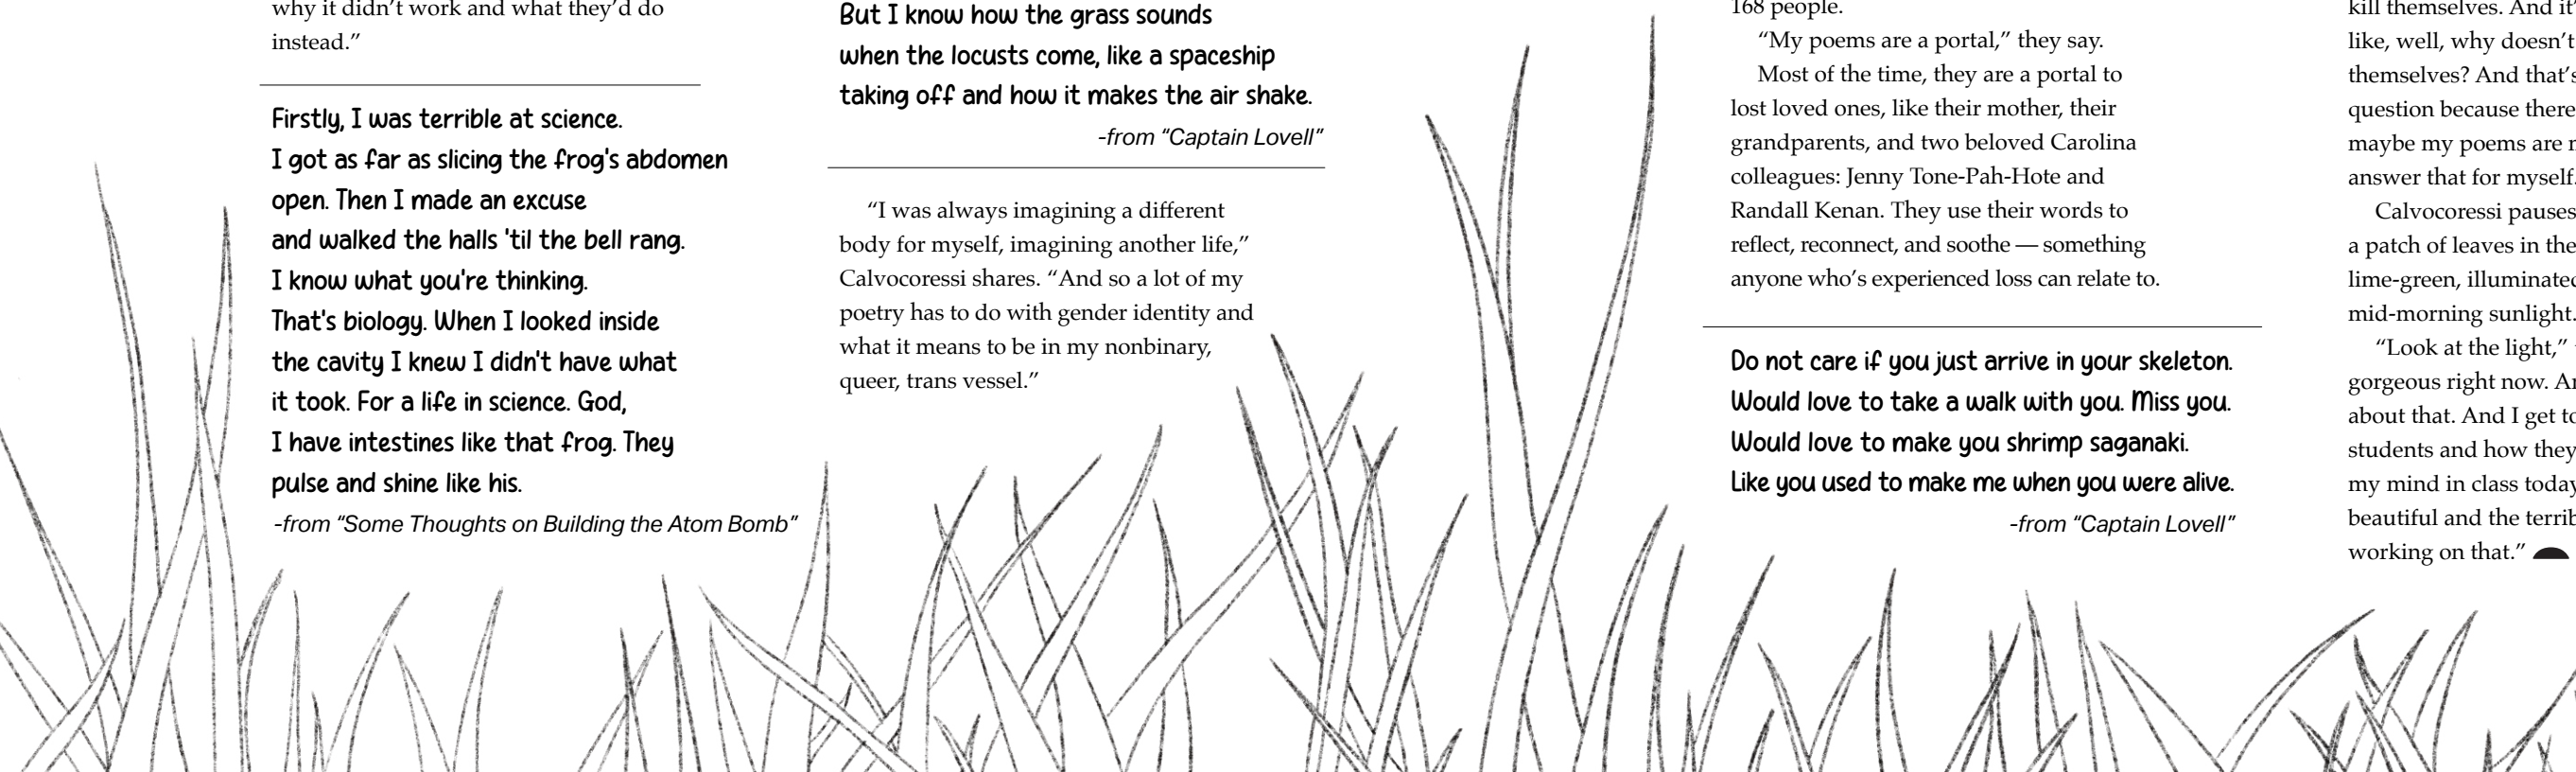 why it didn’t work and what they’d do
instead.”
Firstly, I was terrible at science.
I got as far as slicing the frog's abdomen
open. Then I made an excuse
and walked the halls 'til the bell rang.
I know what you're thinking.
That's biology. When I looked inside
the cavity I knew I didn't have what
it took. For a life in science. God,
I have intestines like that frog. They
pulse and shine like his.
-from “Some Thoughts on Building the Atom Bomb”
But I know how the grass sounds
when the locusts come, like a spaceship
taking off and how it makes the air shake.
-from “Captain Lovell”
“I was always imagining a different
body for myself, imagining another life,”
Calvocoressi shares. “And so a lot of my
poetry has to do with gender identity and
what it means to be in my nonbinary,
queer, trans vessel.”
168 people.
“My poems are a portal,” they say.
Most of the time, they are a portal to
lost loved ones, like their mother, their
grandparents, and two beloved Carolina
colleagues: Jenny Tone-Pah-Hote and
Randall Kenan. They use their words to
reflect, reconnect, and soothe — something
anyone who’s experienced loss can relate to.
Do not care if you just arrive in your skeleton.
Would love to take a walk with you. Miss you.
Would love to make you shrimp saganaki.
Like you used to make me when you were alive.
-from “Captain Lovell”
kill themselves. And it’
like, well, why doesn’t
themselves? And that’s
question because there
maybe my poems are
answer that for myself.
Calvocoressi pauses
a patch of leaves in the
lime-green, illuminated
mid-morning sunlight.
“Look at the light,”
gorgeous right now.
about that. And I get to
students and how they
my mind in class today
beautiful and the
working on that.”